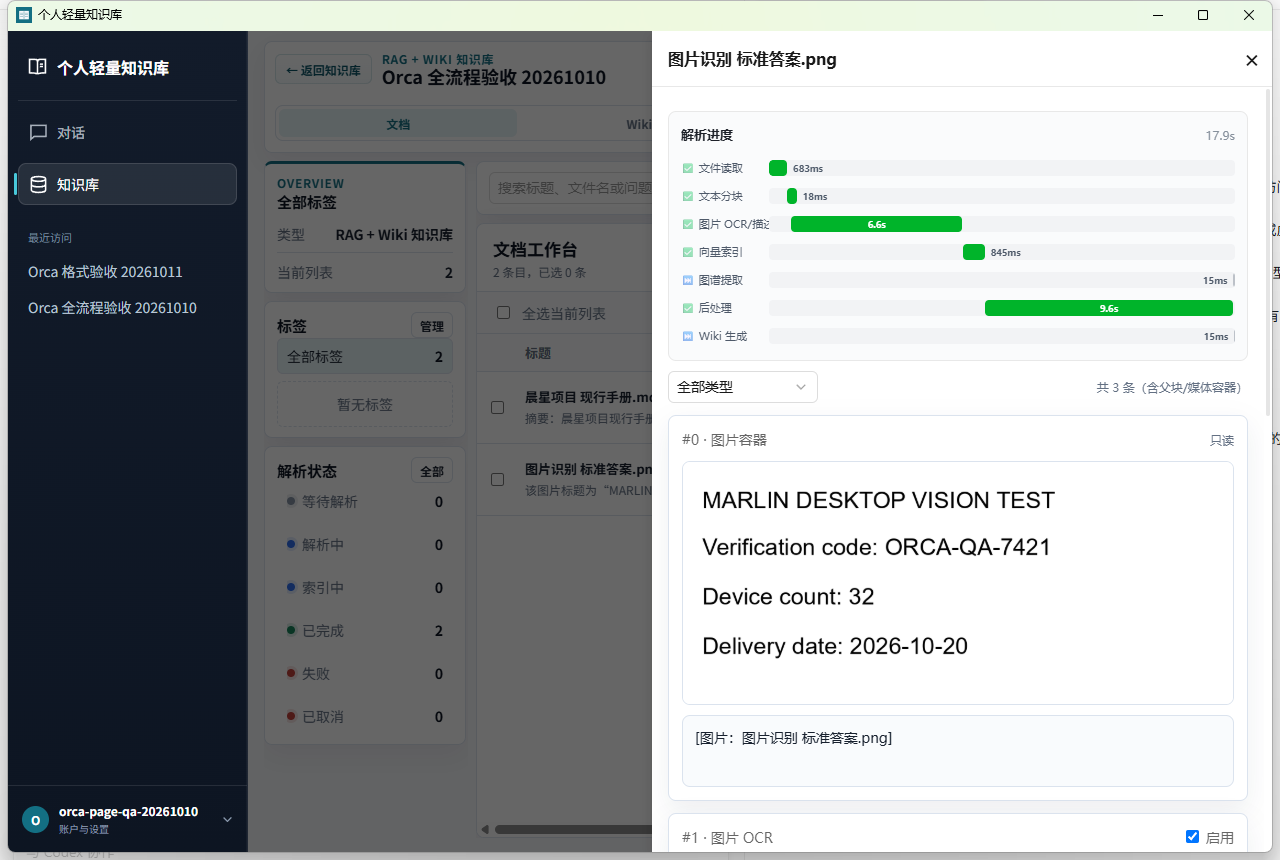 个人轻量知识库
个人轻量知识库
对话
知识库
最近访问
Orca 格式验收 20261011
Orca 全流程验收 20261010
orca-page-qa-20261010
账户与设置
O
← 返回知识库
RAG + WIKI 知识库
Orca 全流程验收 20261010
文档
Wiki
OVERVIEW
全部标签
类型 RAG + Wiki 知识库
当前列表 2
标签 管理
全部标签 2
暂无标签
解析状态 全部
等待解析 0
解析中 0
索引中 0
已完成 2
失败 0
已取消 0
搜索标题、文件名或问题
文档工作台
2 条目，已选 0 条
全选当前列表
标题
晨星项目 现行手册.md
摘要：晨星项目现行手册
图片识别 标准答案.pn
该图片标题为“MARLIN
图片识别 标准答案.png
解析进度 17.9s
文件读取 683ms
文本分块 18ms
图片 OCR/描述 6.6s
向量索引 845ms
图谱提取 15ms
后处理 9.6s
Wiki 生成 15ms
全部类型 共 3 条（含父块/媒体容器）
#0 · 图片容器 只读
MARLIN DESKTOP VISION TEST
Verification code: ORCA-QA-7421
Device count: 32
Delivery date: 2026-10-20
[图片：图片识别 标准答案.png]
#1 · 图片 OCR 启用